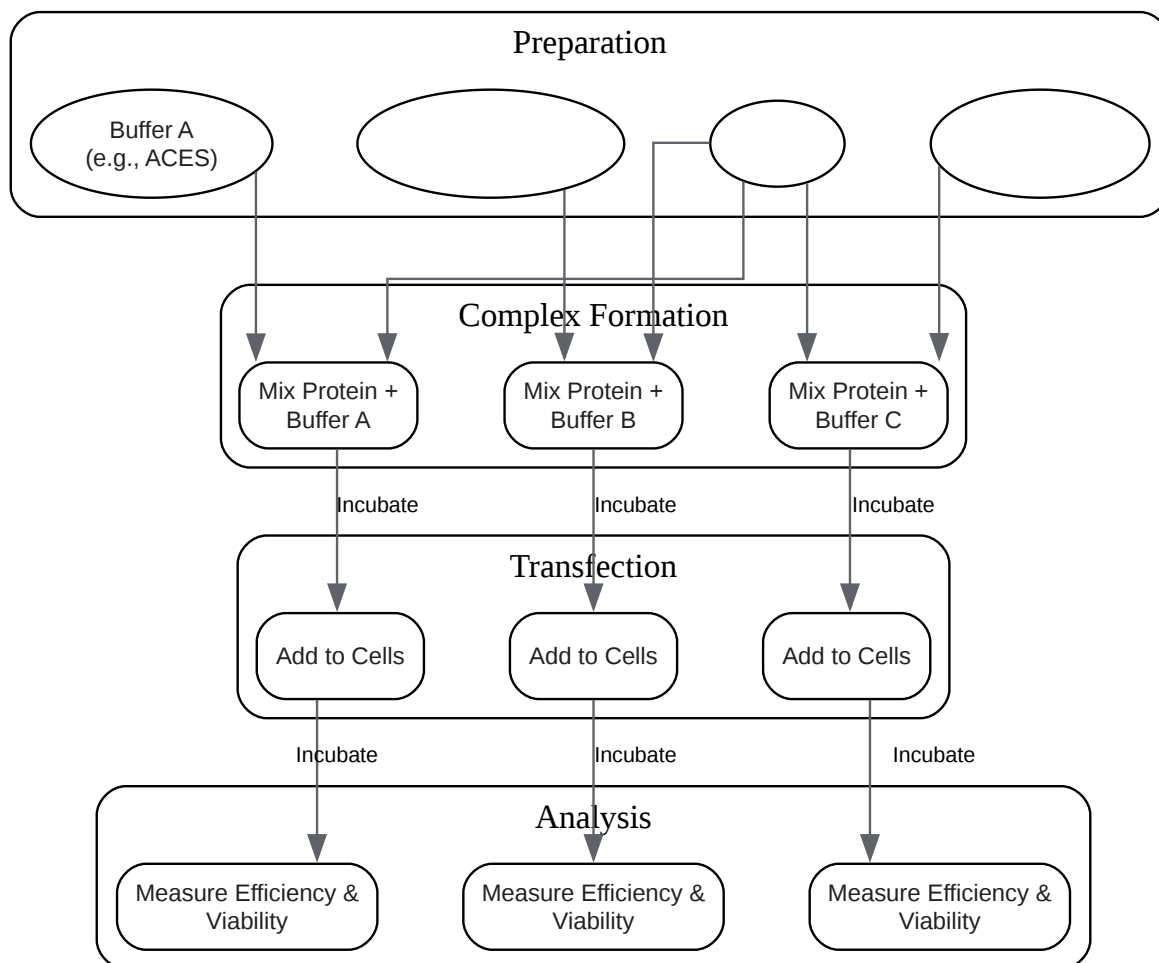 Preparation
Buffer A
(e.g., ACES)
Complex Formation
Mix Protein +
Buffer A
Mix Protein +
Buffer B
Mix Protein +
Buffer C
Incubate
Incubate
Incubate
Transfection
Add to Cells
Add to Cells
Add to Cells
Incubate
Incubate
Incubate
Analysis
Measure Efficiency &
Viability
Measure Efficiency &
Viability
Measure Efficiency &
Viability